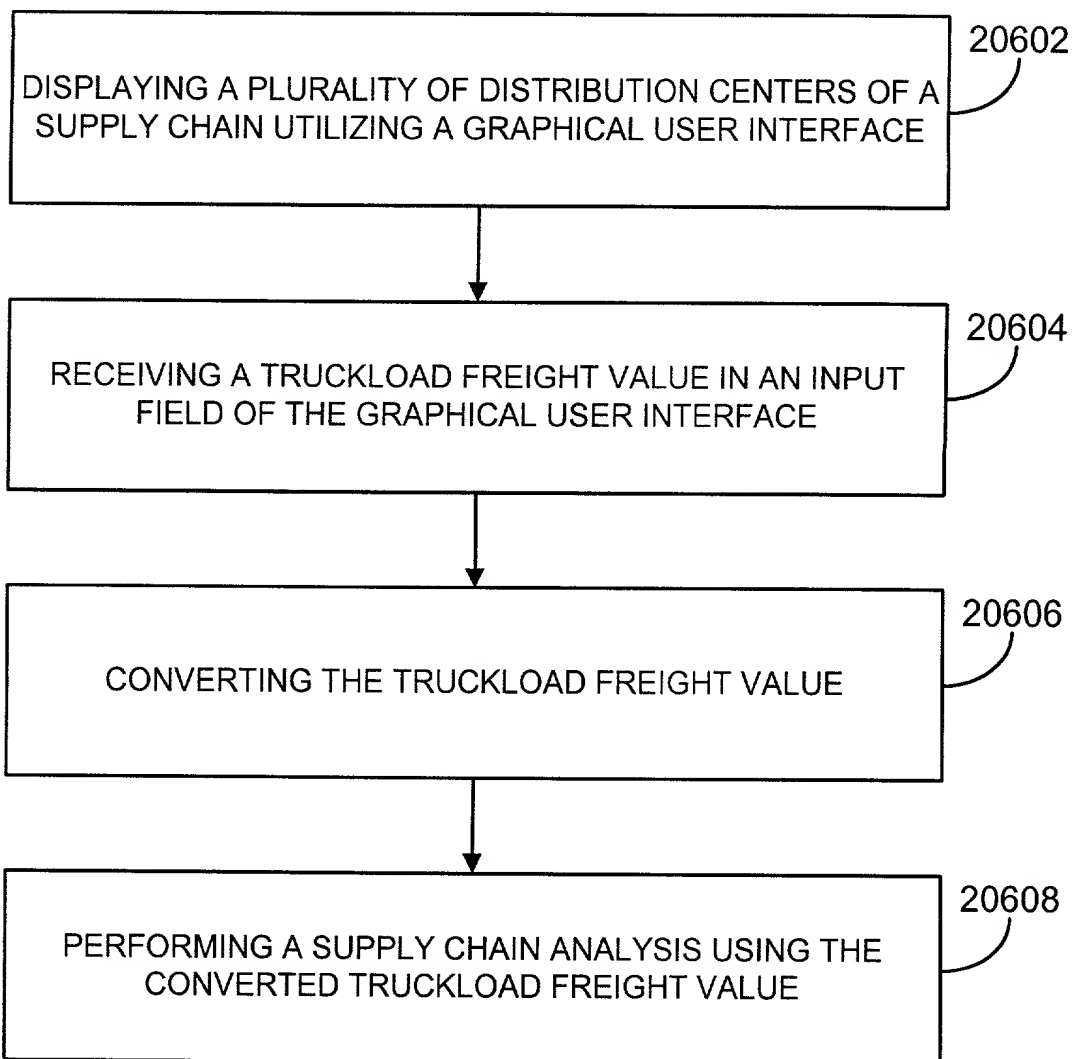 20602
DISPLAYING A PLURALITY OF DISTRIBUTION CENTERS OF A
SUPPLY CHAIN UTILIZING A GRAPHICAL USER INTERFACE
20604
RECEIVING A TRUCKLOAD FREIGHT VALUE IN AN INPUT
FIELD OF THE GRAPHICAL USER INTERFACE
20606
CONVERTING THE TRUCKLOAD FREIGHT VALUE
20608
PERFORMING A SUPPLY CHAIN ANALYSIS USING THE
CONVERTED TRUCKLOAD FREIGHT VALUE